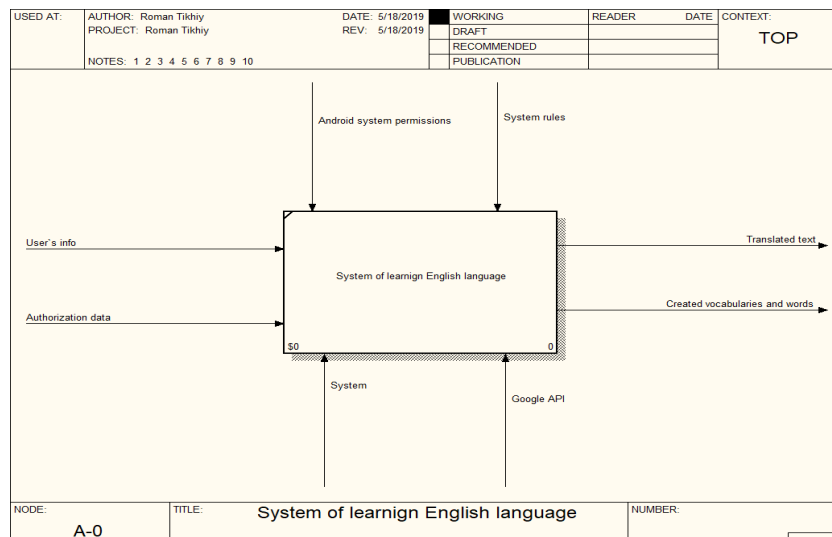 USED AT:
AUTHOR: Roman Tikhiy
DATE: 5/18/2019
WORKING
READER
DATE
CONTEXT:
PROJECT: Roman Tikhiy
REV: 5/18/2019
DRAFT
TOP
RECOMMENDED
NOTES: 1 2 3 4 5 6 7 8 9 10
PUBLICATION
Android system permissions
System rules
User`s info
Translated text
System of learnign English language
Created vocabularies and words
Authorization data
$0
0
System
Google API
NODE:
TITLE:
System of learnign English language
NUMBER:
A-0